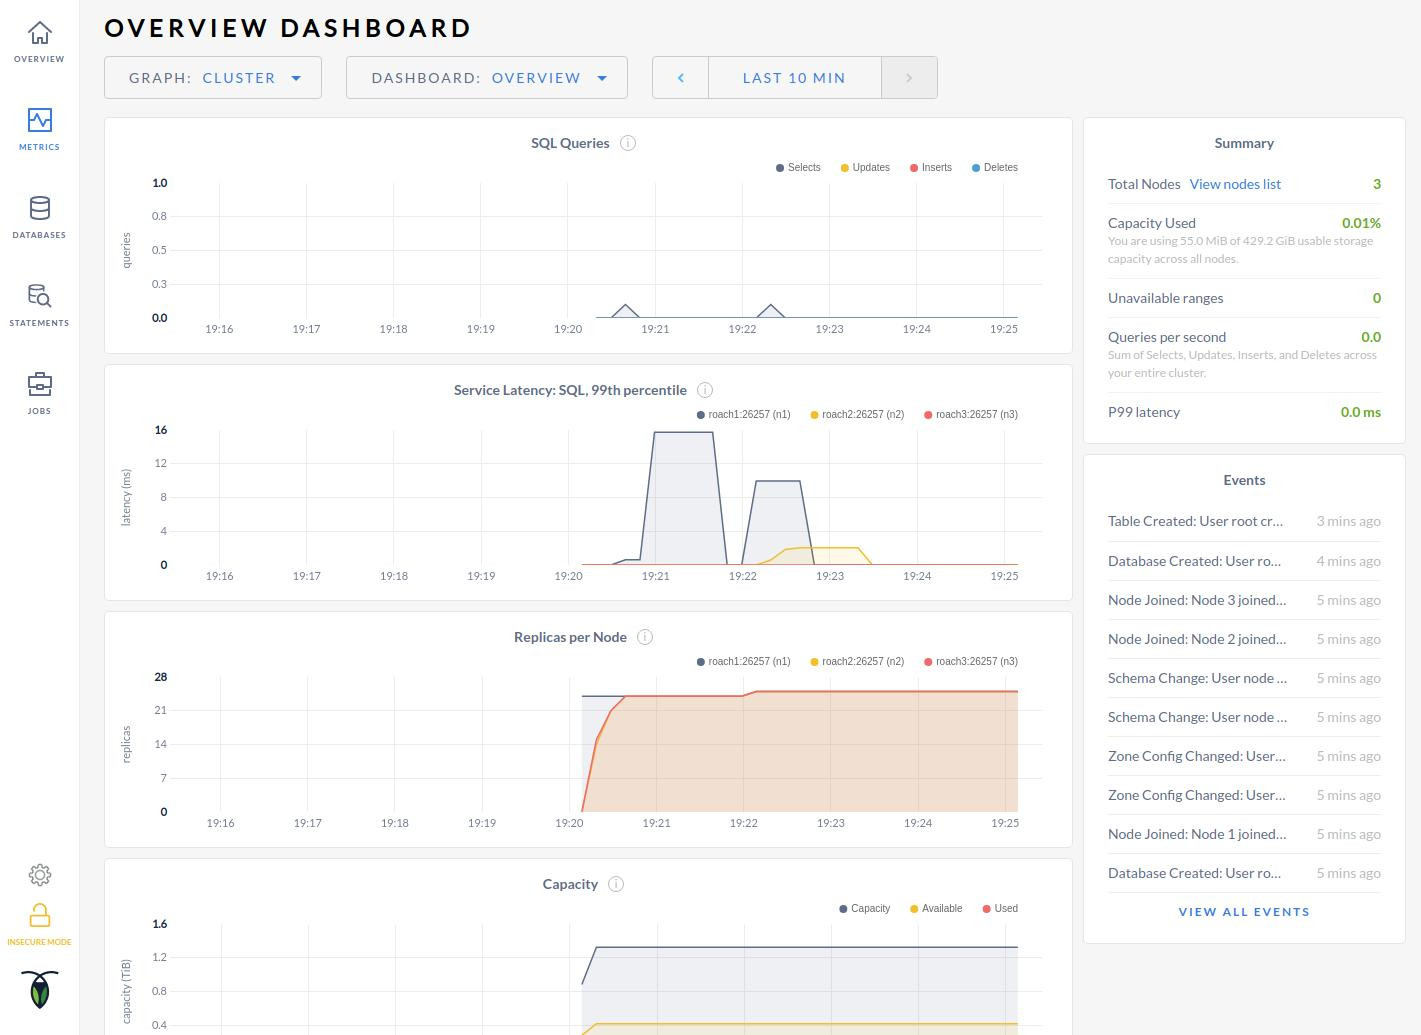 OVERVIEW DASHBOARD
OVERVIEW
METRICS
DATABASES
STATEMENTS
JOBS
INSECURE MODE
GRAPH: CLUSTER
DASHBOARD: OVERVIEW
LAST 10 MIN
SQL Queries
Selects Updates Inserts Deletes
queries
1.0
0.8
0.5
0.3
0.0
19:16 19:17 19:18 19:19 19:20 19:21 19:22 19:23 19:24 19:25
Service Latency: SQL, 99th percentile
roach1:26257 (n1) roach2:26257 (n2) roach3:26257 (n3)
latency (ms)
16
12
8
4
0
19:16 19:17 19:18 19:19 19:20 19:21 19:22 19:23 19:24 19:25
Replicas per Node
roach1:26257 (n1) roach2:26257 (n2) roach3:26257 (n3)
replicas
28
21
14
7
0
19:16 19:17 19:18 19:19 19:20 19:21 19:22 19:23 19:24 19:25
Capacity
Capacity Available Used
capacity (TiB)
1.6
1.2
0.8
0.4
Summary
Total Nodes View nodes list 3
Capacity Used 0.01%
You are using 55.0 MiB of 429.2 GiB usable storage
capacity across all nodes.
Unavailable ranges 0
Queries per second 0.0
Sum of Selects, Updates, Inserts, and Deletes across
your entire cluster.
P99 latency 0.0 ms
Events
Table Created: User root cr... 3 mins ago
Database Created: User ro... 4 mins ago
Node Joined: Node 3 joined... 5 mins ago
Node Joined: Node 2 joined... 5 mins ago
Schema Change: User node ... 5 mins ago
Schema Change: User node ... 5 mins ago
Zone Config Changed: User... 5 mins ago
Zone Config Changed: User... 5 mins ago
Node Joined: Node 1 joined... 5 mins ago
Database Created: User ro... 5 mins ago
VIEW ALL EVENTS